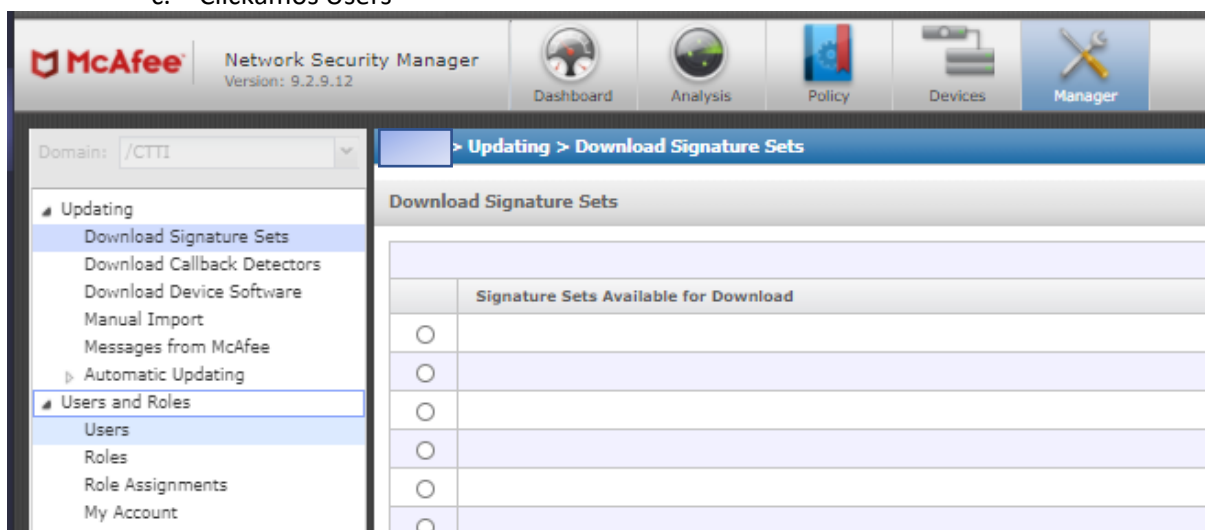 c. Clickamos Users
McAfee Network Security Manager
Version: 9.2.9.12
Dashboard Analysis Policy Devices Manager
Domain: /CTTI
> Updating > Download Signature Sets
Updating
Download Signature Sets
Download Callback Detectors
Download Device Software
Manual Import
Messages from McAfee
Automatic Updating
Users and Roles
Users
Roles
Role Assignments
My Account
Download Signature Sets
Signature Sets Available for Download